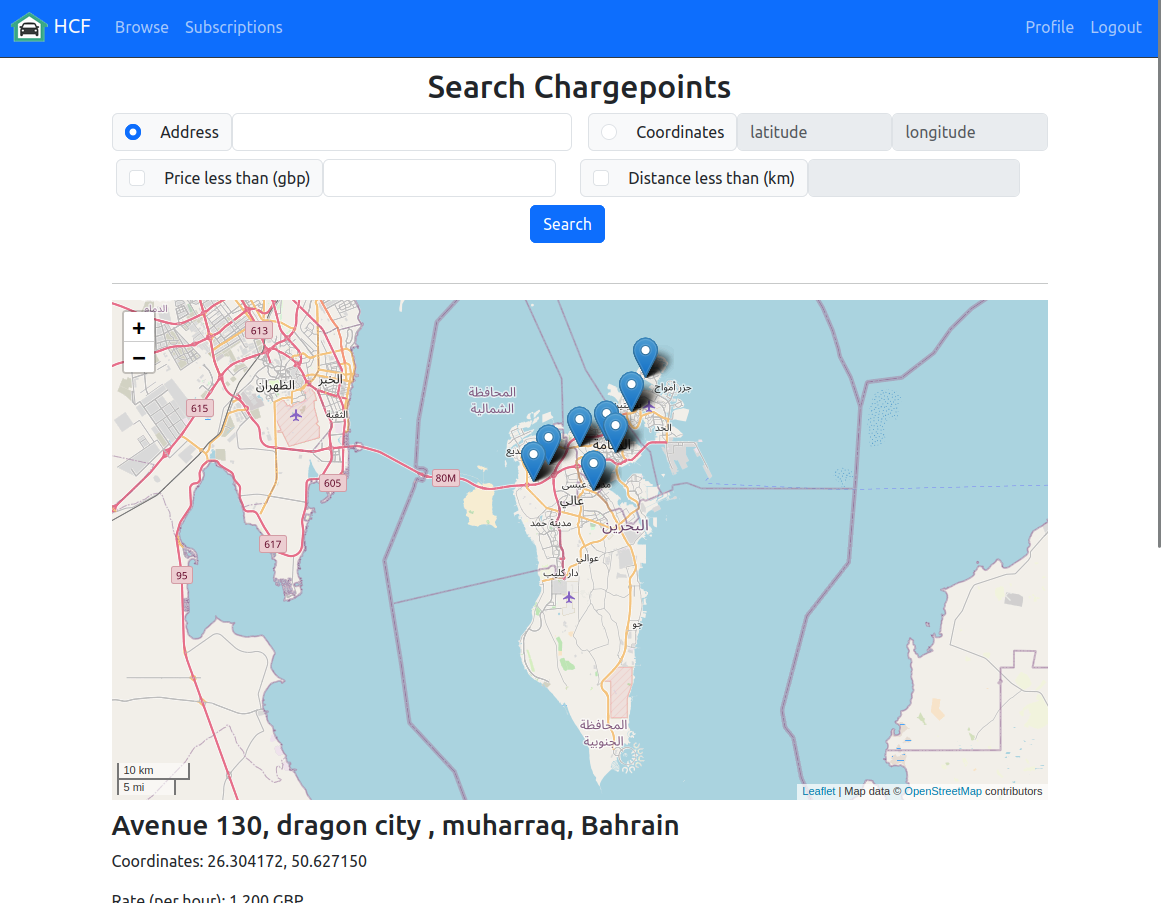 HCF Browse Subscriptions Profile Logout
Search Chargepoints
Address
Coordinates latitude longitude
Price less than (gbp)
Distance less than (km)
Search
الدمام
+
−
613
الظهران
الخبر
615
الثقبة
605
617
95
80M
المحافظة
الشمالية
جزر أمواج
الحد
عالي
مدينة حمد
البحرين
عوالي
دار كليب
جو
المحافظة
الجنوبية
10 km
5 mi
Leaflet | Map data © OpenStreetMap contributors
Avenue 130, dragon city , muharraq, Bahrain
Coordinates: 26.304172, 50.627150
Rate (per hour): 1.200 GBP